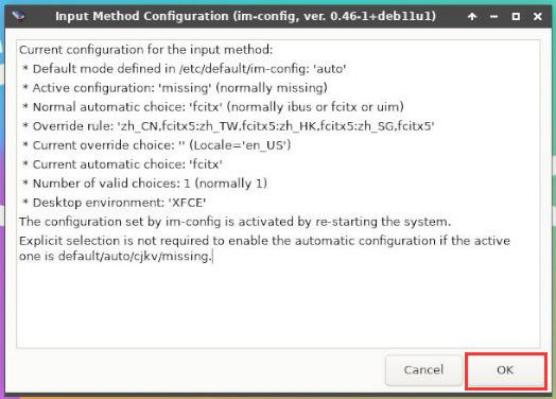 Input Method Configuration (im-config, ver. 0.46-1+deb11u1)
Current configuration for the input method:
* Default mode defined in /etc/default/im-config: 'auto'
* Active configuration: 'missing' (normally missing)
* Normal automatic choice: 'fcitx' (normally ibus or fcitx or uim)
* Override rule: 'zh_CN,fcitx5:zh_TW,fcitx5:zh_HK,fcitx5:zh_SG,fcitx5'
* Current override choice: '' (Locale='en_US')
* Current automatic choice: 'fcitx'
* Number of valid choices: 1 (normally 1)
* Desktop environment: 'XFCE'
The configuration set by im-config is activated by re-starting the system.
Explicit selection is not required to enable the automatic configuration if the active
one is default/auto/cjkv/missing.
Cancel
OK